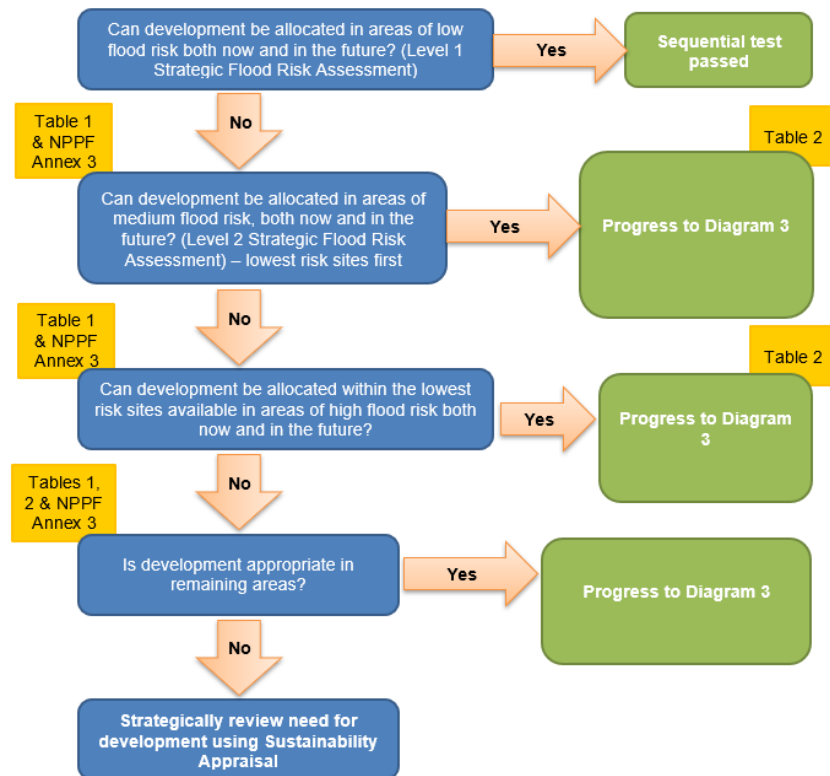 Can development be allocated in areas of low
flood risk both now and in the future? (Level 1
Strategic Flood Risk Assessment)
Yes
Sequential test
passed
No
Table 1
& NPPF
Annex 3
Table 2
Can development be allocated in areas of
medium flood risk, both now and in the
future? (Level 2 Strategic Flood Risk
Assessment) – lowest risk sites first
Yes
Progress to Diagram 3
No
Table 1
& NPPF
Annex 3
Table 2
Can development be allocated within the lowest
risk sites available in areas of high flood risk both
now and in the future?
Yes
Progress to Diagram
3
No
Tables 1,
2 & NPPF
Annex 3
Is development appropriate in
remaining areas?
Yes
Progress to Diagram 3
No
Strategically review need for
development using Sustainability
Appraisal